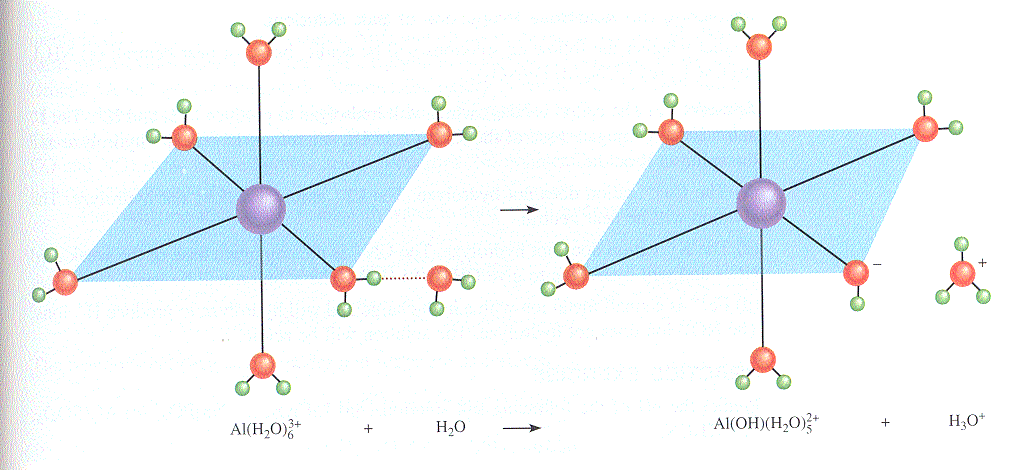 − +
Al(H₂O)₆³⁺ + H₂O ⟶ Al(OH)(H₂O)₅²⁺ + H₃O⁺